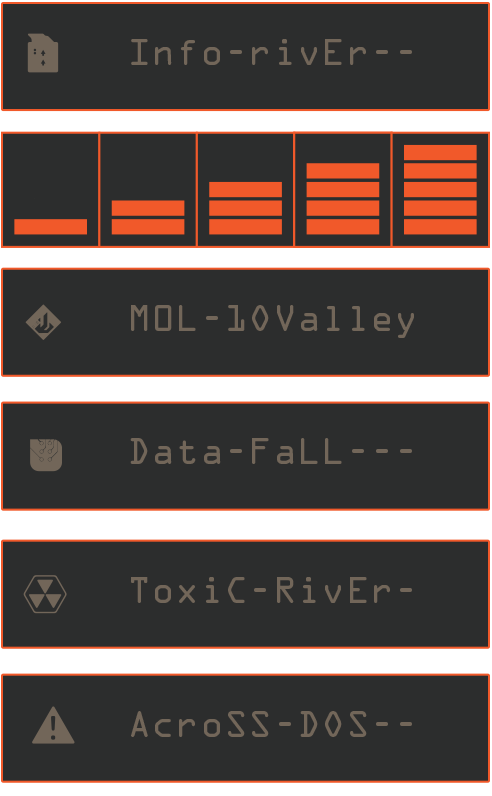 Info-rivEr--
MOL-10Valley
Data-FaLL---
ToxiC-RivEr-
AcroSS-DOS--